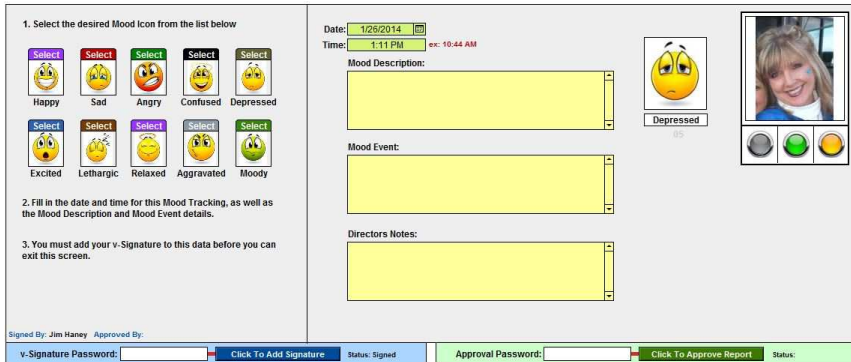 1. Select the desired Mood Icon from the list below
Select Select Select Select Select
Happy Sad Angry Confused Depressed
Select Select Select Select Select
Excited Lethargic Relaxed Aggravated Moody
2. Fill in the date and time for this Mood Tracking, as well as
the Mood Description and Mood Event details.
3. You must add your v-Signature to this data before you can
exit this screen.
Signed By: Jim Haney Approved By:
Date: 1/26/2014
Time: 1:11 PM ex: 10:44 AM
Mood Description:
Mood Event:
Directors Notes:
Depressed
05
v-Signature Password: Click To Add Signature Status: Signed
Approval Password: Click To Approve Report Status: